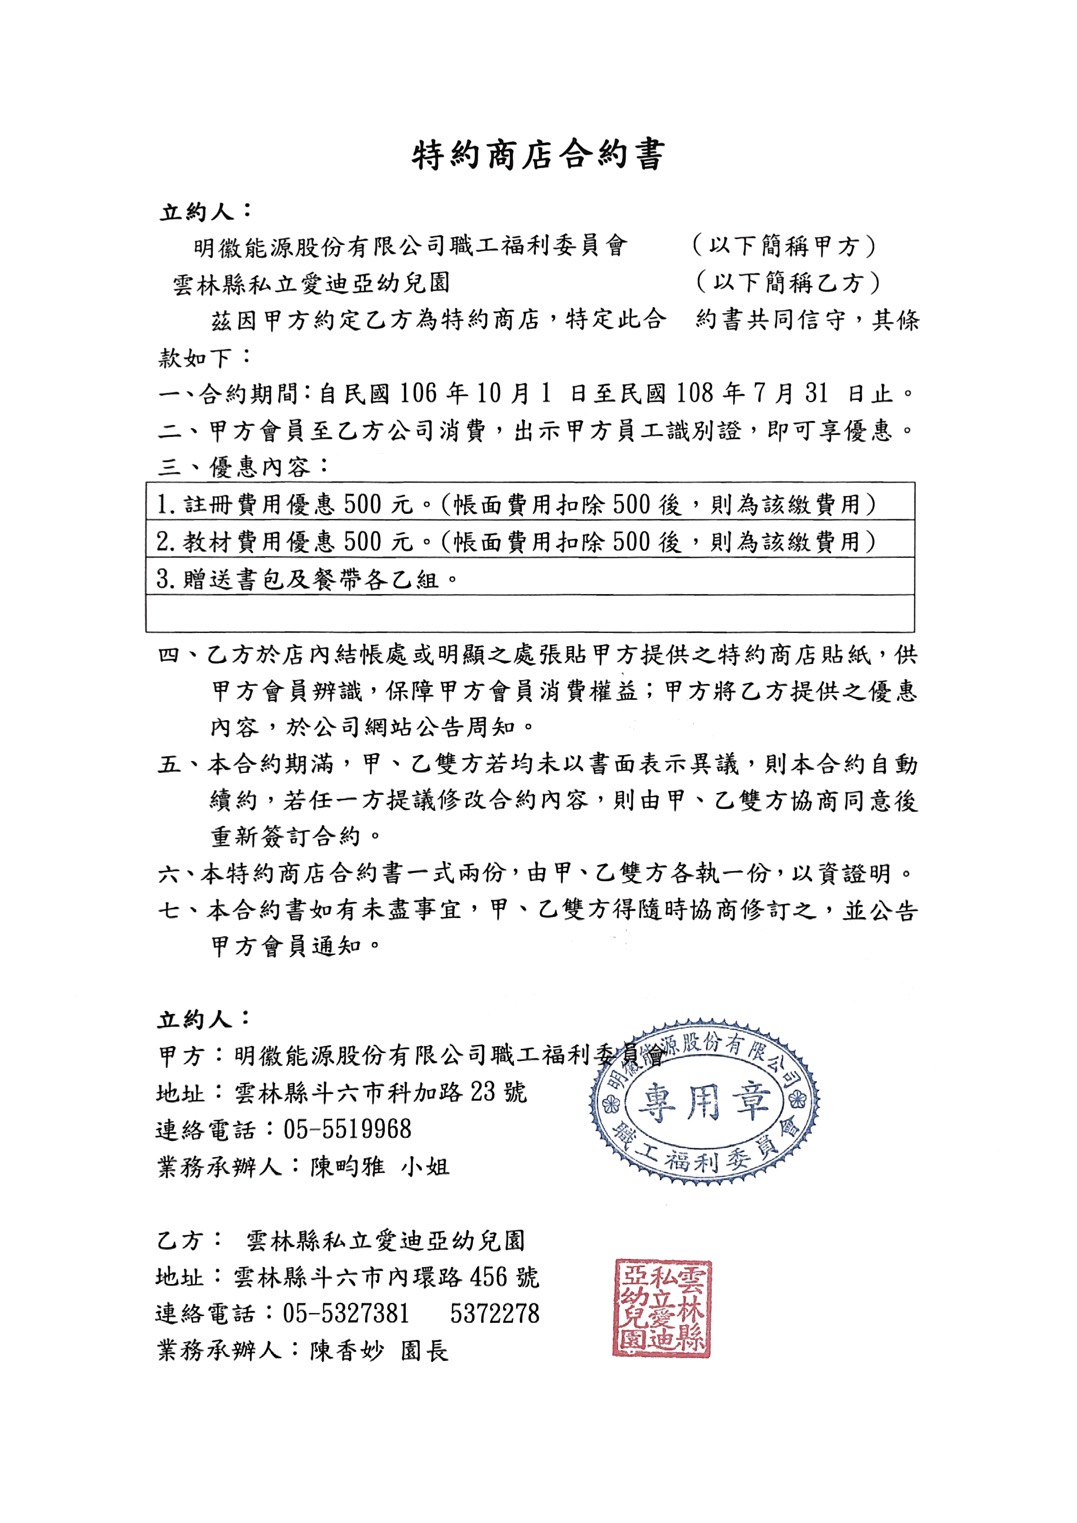 特約商店合約書
立約人：
明徽能源股份有限公司職工福利委員會　（以下簡稱甲方）
雲林縣私立愛迪亞幼兒園　（以下簡稱乙方）
茲因甲方約定乙方為特約商店，特定此合　約書共同信守，其條
款如下：
一、合約期間：自民國 106 年 10 月 1 日至民國 108 年 7 月 31 日止。
二、甲方會員至乙方公司消費，出示甲方員工識別證，即可享優惠。
三、優惠內容：
1. 註冊費用優惠 500 元。（帳面費用扣除 500 後，則為該繳費用）
2. 教材費用優惠 500 元。（帳面費用扣除 500 後，則為該繳費用）
3. 贈送書包及餐帶各乙組。
四、乙方於店內結帳處或明顯之處張貼甲方提供之特約商店貼紙，供
甲方會員辨識，保障甲方會員消費權益；甲方將乙方提供之優惠
內容，於公司網站公告周知。
五、本合約期滿，甲、乙雙方若均未以書面表示異議，則本合約自動
續約，若任一方提議修改合約內容，則由甲、乙雙方協商同意後
重新簽訂合約。
六、本特約商店合約書一式兩份，由甲、乙雙方各執一份，以資證明。
七、本合約書如有未盡事宜，甲、乙雙方得隨時協商修訂之，並公告
甲方會員通知。
立約人：
甲方：明徽能源股份有限公司職工福利委員會
地址：雲林縣斗六市科加路 23 號
連絡電話：05-5519968
業務承辦人：陳畇雅 小姐
明徽能源股份有限公司
專用章
職工福利委員會
乙方： 雲林縣私立愛迪亞幼兒園
地址：雲林縣斗六市內環路 456 號
連絡電話：05-5327381　5372278
業務承辦人：陳香妙 園長
雲林縣
私立愛迪
亞幼兒園